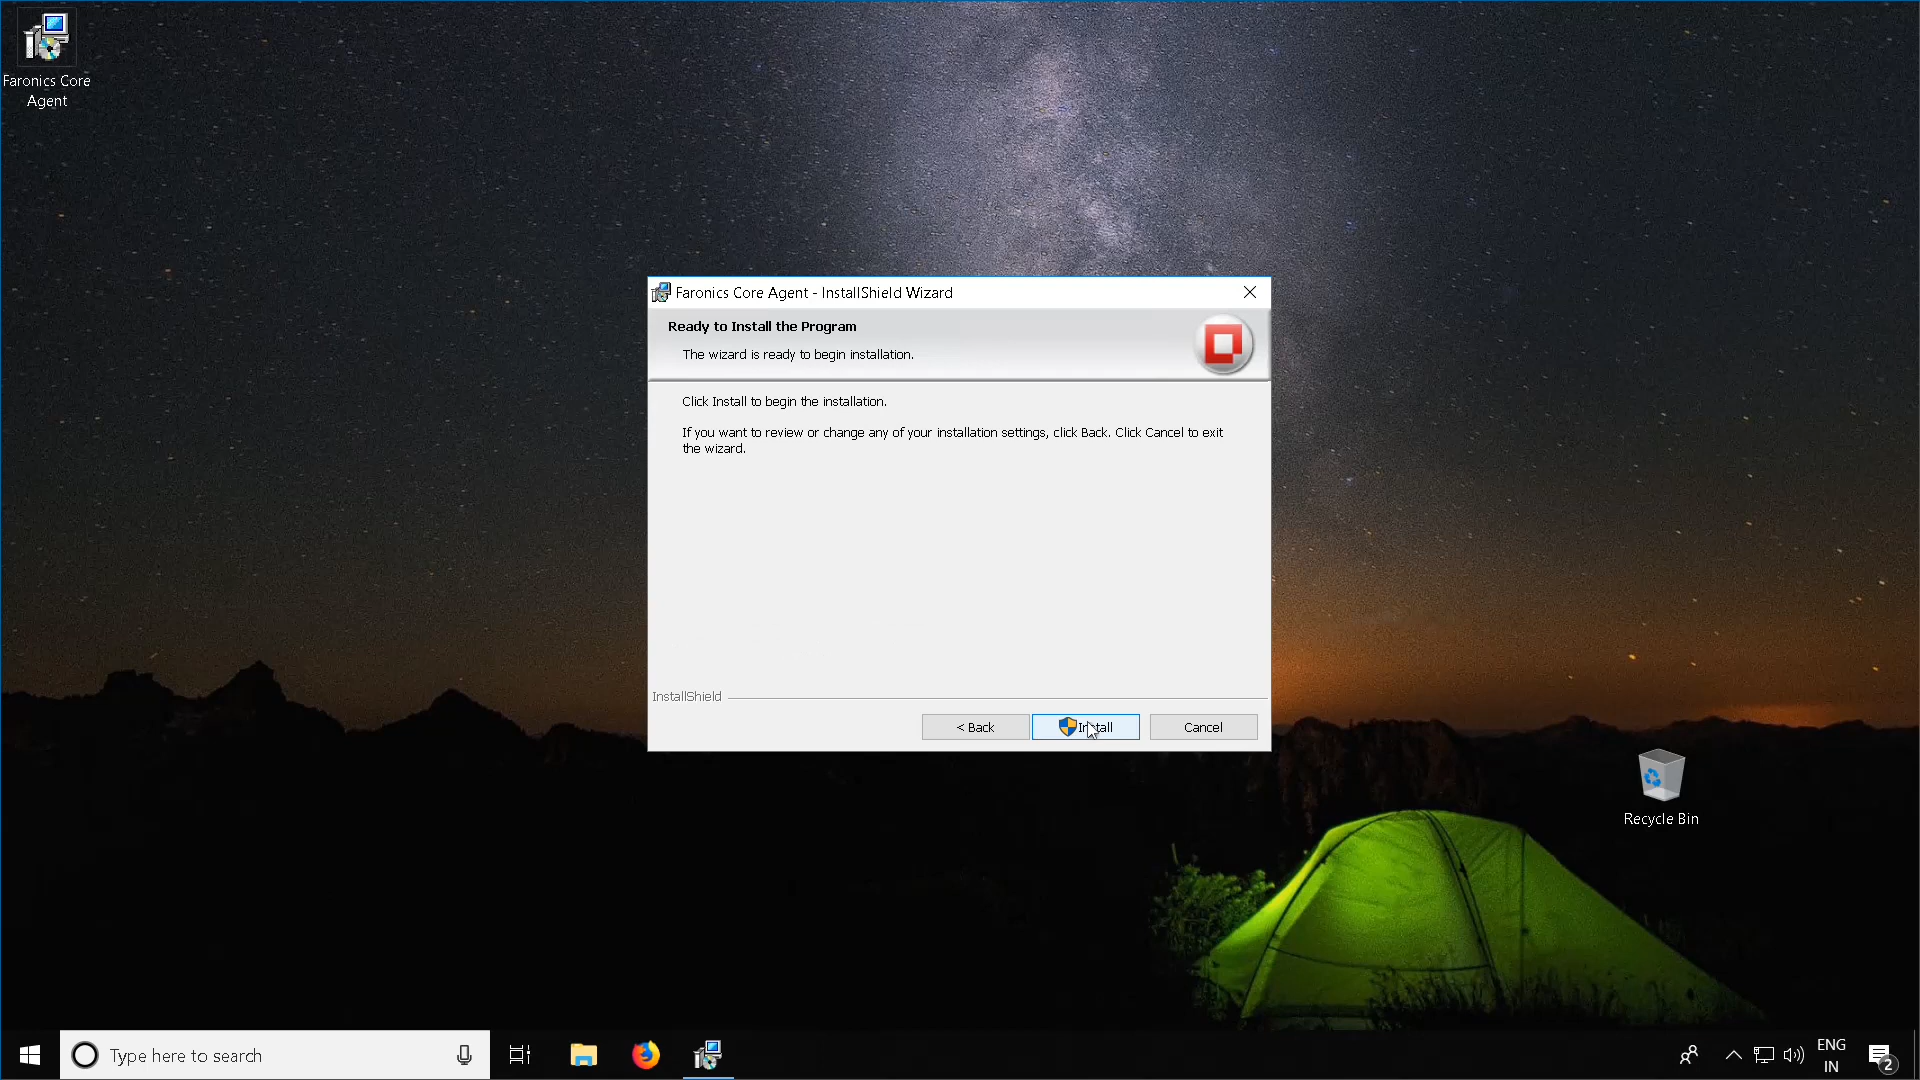 Faronics Core
Agent
Faronics Core Agent - InstallShield Wizard
Ready to Install the Program
The wizard is ready to begin installation.
Click Install to begin the installation.
If you want to review or change any of your installation settings, click Back. Click Cancel to exit
the wizard.
InstallShield
< Back
Install
Cancel
Recycle Bin
Type here to search
ENG
IN
2